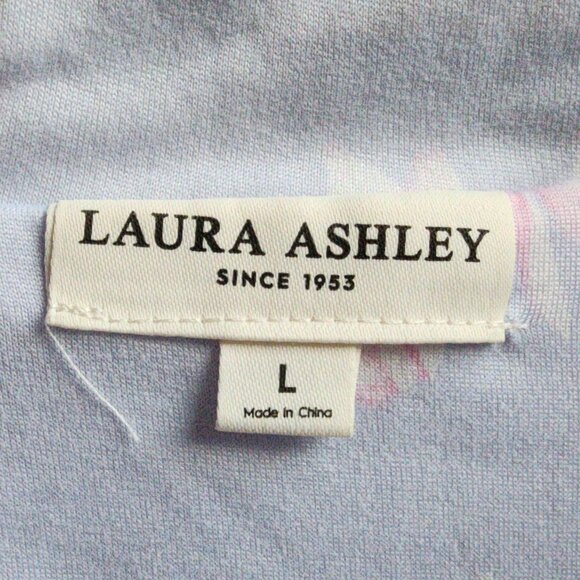 LAURA ASHLEY
SINCE 1953
L
Made in China